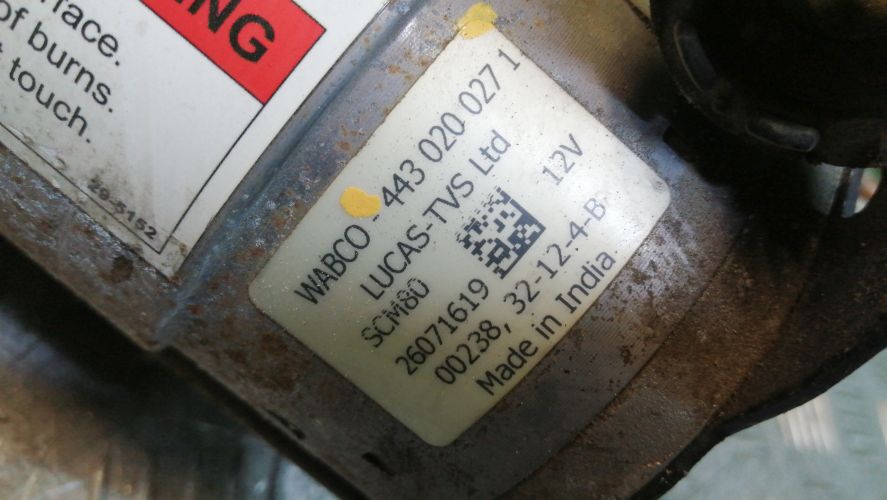 NG
face.
of burns.
t touch.
29-5152
WABCO - 443 020 027 1
LUCAS-TVS Ltd
SCM80 12V
26071619
00238, 32-12-4-B
Made in India